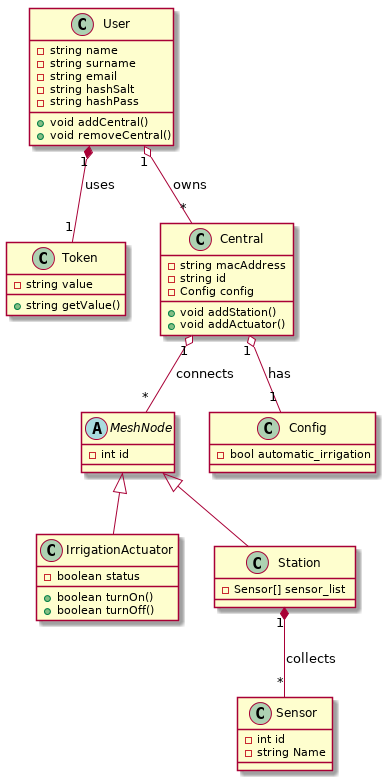 C User
string name
string surname
string email
string hashSalt
string hashPass
void addCentral()
void removeCentral()
1 1
uses owns
1 *
C Token
string value
string getValue()
C Central
string macAddress
string id
Config config
void addStation()
void addActuator()
1 1
connects has
* 1
A MeshNode
int id
C Config
bool automatic_irrigation
C IrrigationActuator
boolean status
boolean turnOn()
boolean turnOff()
C Station
Sensor[] sensor_list
1
collects
*
C Sensor
int id
string Name